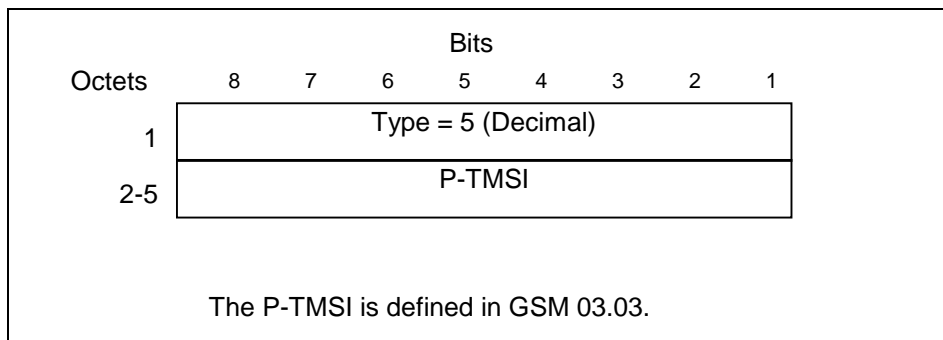 Bits
Octets 8 7 6 5 4 3 2 1
1 Type = 5 (Decimal)
2-5 P-TMSI
The P-TMSI is defined in GSM 03.03.